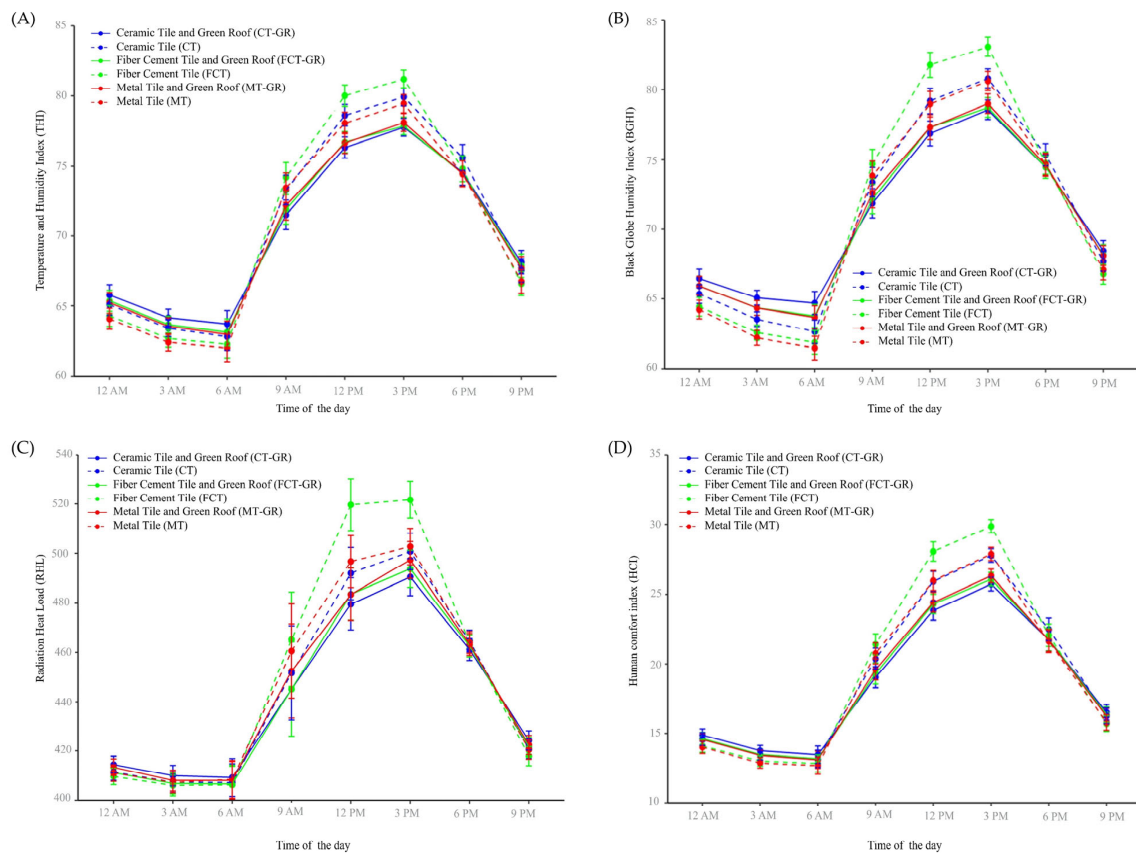 (A)
85
80
75
70
65
60
Temperature and Humidity Index (THI)
Ceramic Tile and Green Roof (CT-GR)
Ceramic Tile (CT)
Fiber Cement Tile and Green Roof (FCT-GR)
Fiber Cement Tile (FCT)
Metal Tile and Green Roof (MT-GR)
Metal Tile (MT)
12 AM 3 AM 6 AM 9 AM 12 PM 3 PM 6 PM 9 PM
Time of the day
(B)
85
80
75
70
65
60
Black Globe Humidity Index (BGHI)
Ceramic Tile and Green Roof (CT-GR)
Ceramic Tile (CT)
Fiber Cement Tile and Green Roof (FCT-GR)
Fiber Cement Tile (FCT)
Metal Tile and Green Roof (MT-GR)
Metal Tile (MT)
12 AM 3 AM 6 AM 9 AM 12 PM 3 PM 6 PM 9 PM
Time of the day
(C)
540
520
500
480
460
440
420
400
Radiation Heat Load (RHL)
Ceramic Tile and Green Roof (CT-GR)
Ceramic Tile (CT)
Fiber Cement Tile and Green Roof (FCT-GR)
Fiber Cement Tile (FCT)
Metal Tile and Green Roof (MT-GR)
Metal Tile (MT)
12 AM 3 AM 6 AM 9 AM 12 PM 3 PM 6 PM 9 PM
Time of the day
(D)
35
30
25
20
15
10
Human comfort index (HCI)
Ceramic Tile and Green Roof (CT-GR)
Ceramic Tile (CT)
Fiber Cement Tile and Green Roof (FCT-GR)
Fiber Cement Tile (FCT)
Metal Tile and Green Roof (MT-GR)
Metal Tile (MT)
12 AM 3 AM 6 AM 9 AM 12 PM 3 PM 6 PM 9 PM
Time of the day